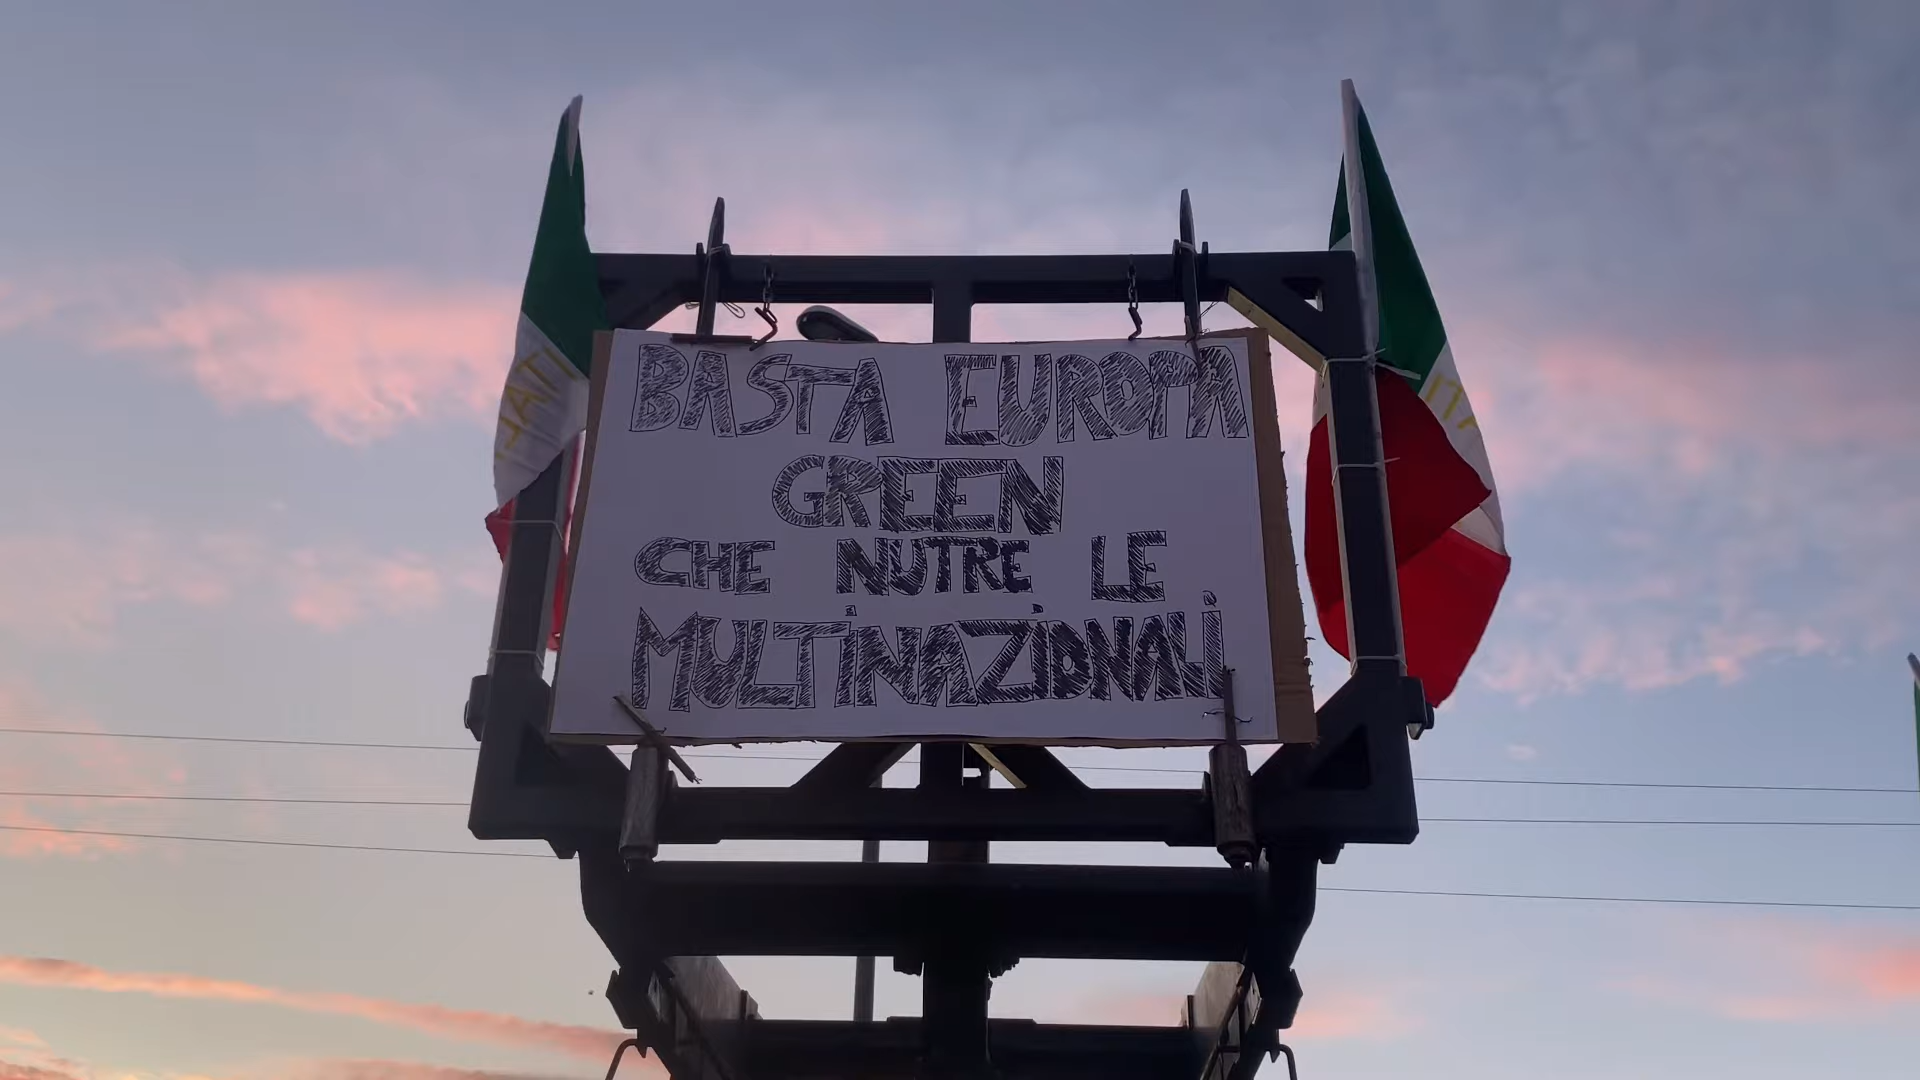 BASTA EUROPA
GREEN
CHE NUTRE LE
MULTINAZIONALI